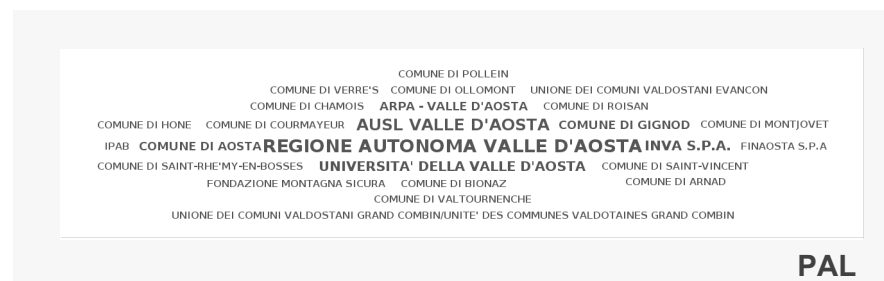 COMUNE DI POLLEIN
COMUNE DI VERRE'S COMUNE DI OLLOMONT UNIONE DEI COMUNI VALDOSTANI EVANCON
COMUNE DI CHAMOIS ARPA - VALLE D'AOSTA COMUNE DI ROISAN
COMUNE DI HONE COMUNE DI COURMAYEUR AUSL VALLE D'AOSTA COMUNE DI GIGNOD COMUNE DI MONTJOVET
IPAB COMUNE DI AOSTA REGIONE AUTONOMA VALLE D'AOSTA INVA S.P.A. FINAOSTA S.P.A
COMUNE DI SAINT-RHE'MY-EN-BOSSES UNIVERSITA' DELLA VALLE D'AOSTA COMUNE DI SAINT-VINCENT
FONDAZIONE MONTAGNA SICURA COMUNE DI BIONAZ COMUNE DI ARNAD
COMUNE DI VALTOURNENCHE
UNIONE DEI COMUNI VALDOSTANI GRAND COMBIN/UNITE' DES COMMUNES VALDOTAINES GRAND COMBIN
PAL